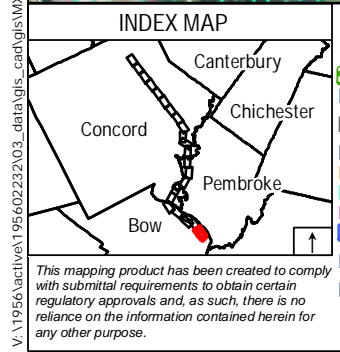 INDEX MAP
Canterbury
Chichester
Concord
Pembroke
Bow
This mapping product has been created to comply
with submittal requirements to obtain certain
regulatory approvals and, as such, there is no
reliance on the information contained herein for
any other purpose.
V:\1956\active\195602232\03_data\gis_cad\gis\MX